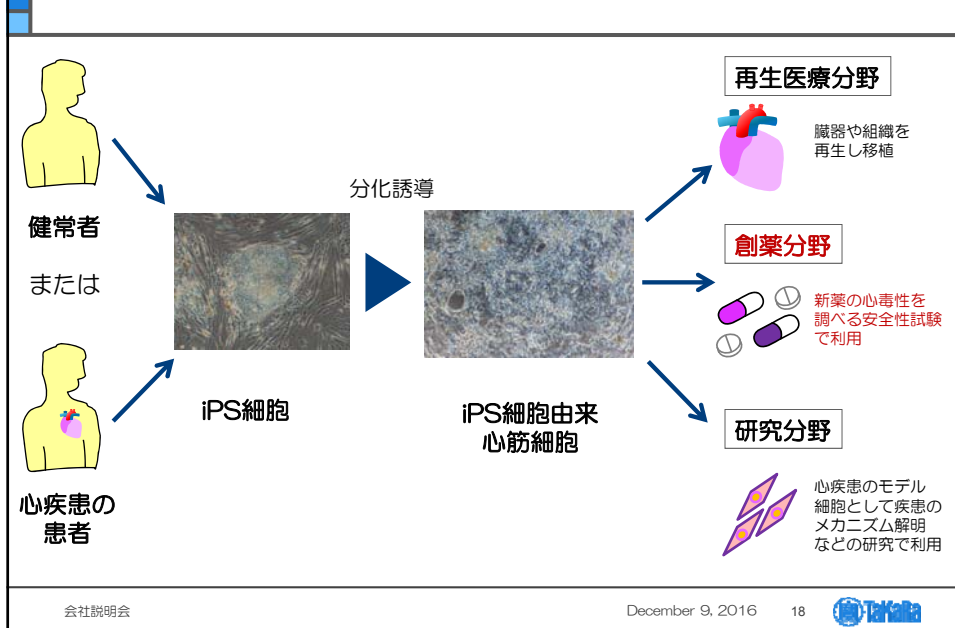 健常者
または
心疾患の
患者
iPS細胞
分化誘導
iPS細胞由来
心筋細胞
再生医療分野
臓器や組織を
再生し移植
創薬分野
新薬の心毒性を
調べる安全性試験
で利用
研究分野
心疾患のモデル
細胞として疾患の
メカニズム解明
などの研究で利用
会社説明会
December 9, 2016
18
TaKaRa